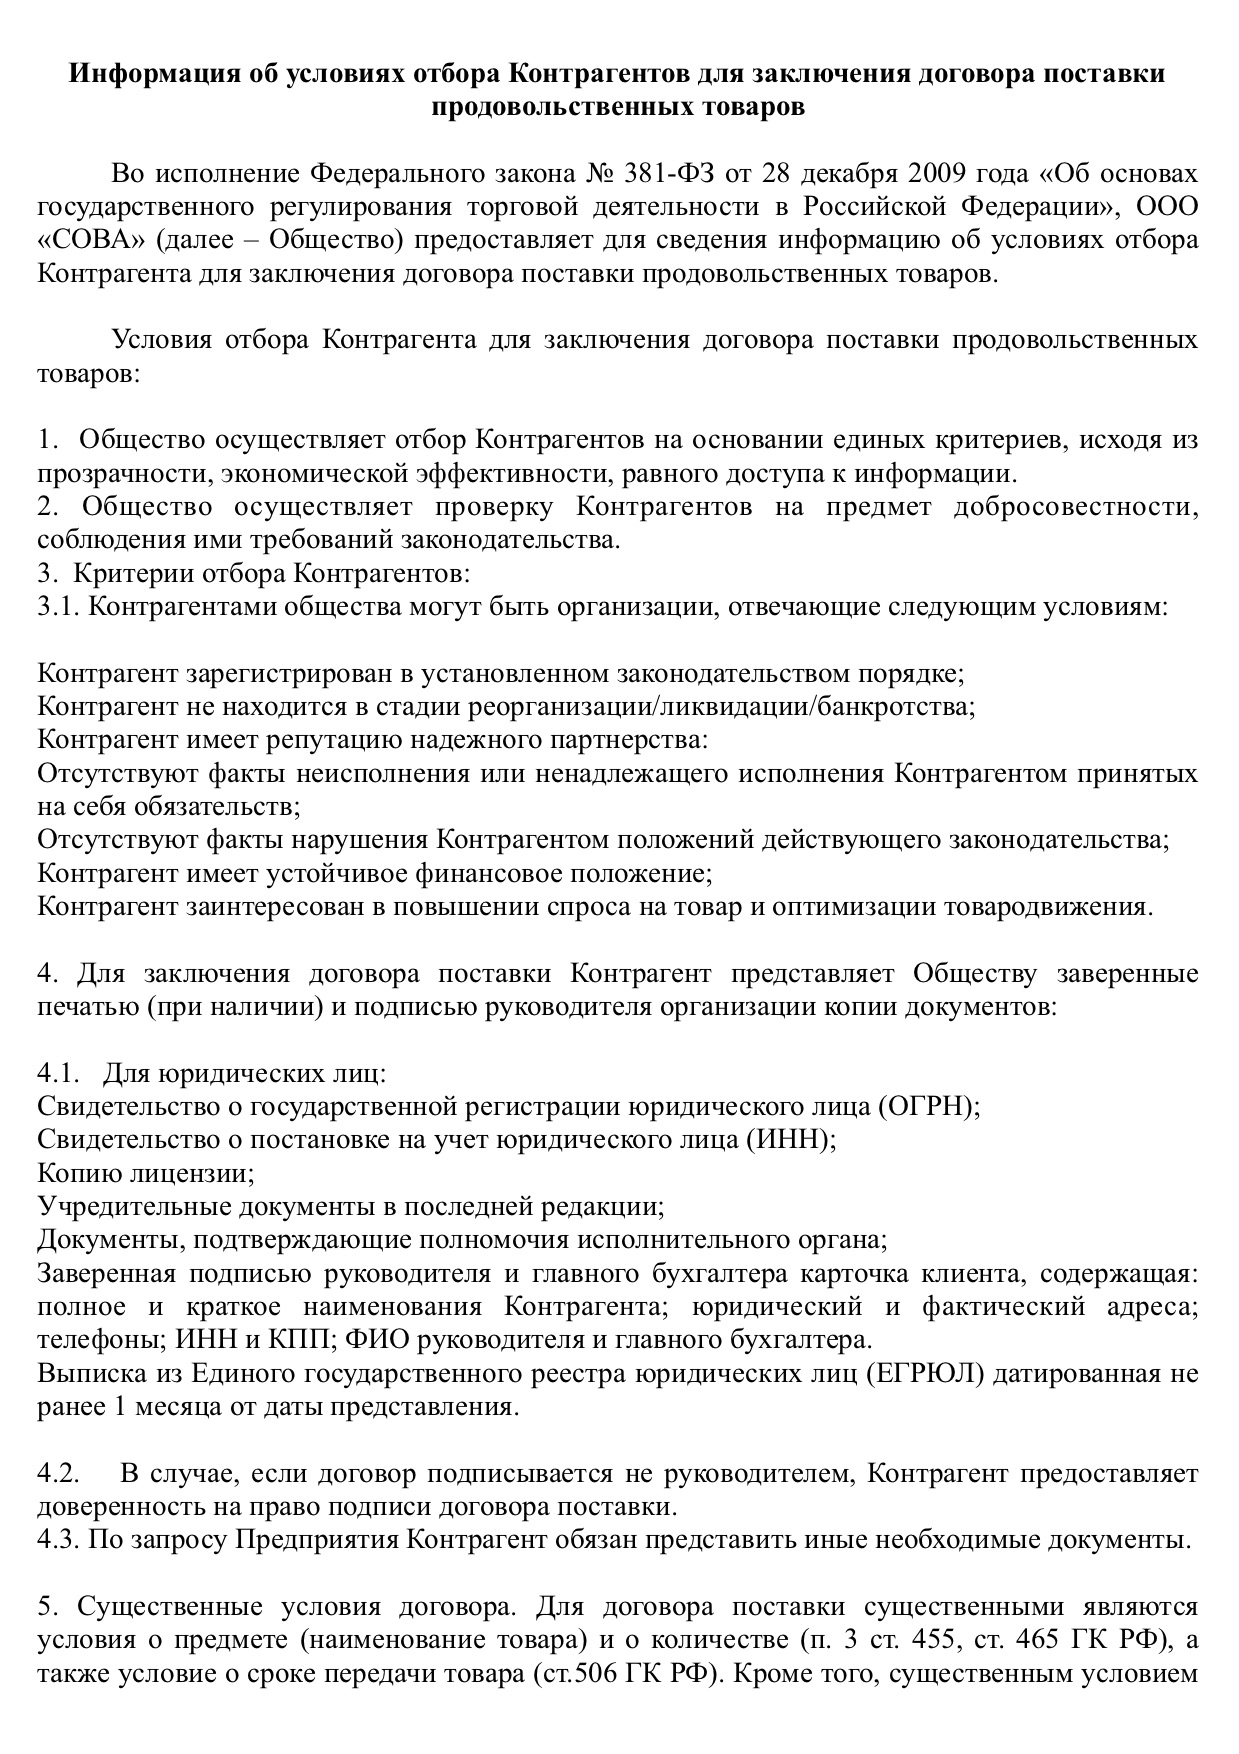 Информация об условиях отбора Контрагентов для заключения договора поставки
продовольственных товаров
Во исполнение Федерального закона № 381-ФЗ от 28 декабря 2009 года «Об основах
государственного регулирования торговой деятельности в Российской Федерации», ООО
«СОВА» (далее – Общество) предоставляет для сведения информацию об условиях отбора
Контрагента для заключения договора поставки продовольственных товаров.
Условия отбора Контрагента для заключения договора поставки продовольственных
товаров:
1. Общество осуществляет отбор Контрагентов на основании единых критериев, исходя из
прозрачности, экономической эффективности, равного доступа к информации.
2. Общество осуществляет проверку Контрагентов на предмет добросовестности,
соблюдения ими требований законодательства.
3. Критерии отбора Контрагентов:
3.1. Контрагентами общества могут быть организации, отвечающие следующим условиям:
Контрагент зарегистрирован в установленном законодательством порядке;
Контрагент не находится в стадии реорганизации/ликвидации/банкротства;
Контрагент имеет репутацию надежного партнерства:
Отсутствуют факты неисполнения или ненадлежащего исполнения Контрагентом принятых
на себя обязательств;
Отсутствуют факты нарушения Контрагентом положений действующего законодательства;
Контрагент имеет устойчивое финансовое положение;
Контрагент заинтересован в повышении спроса на товар и оптимизации товародвижения.
4. Для заключения договора поставки Контрагент представляет Обществу заверенные
печатью (при наличии) и подписью руководителя организации копии документов:
4.1. Для юридических лиц:
Свидетельство о государственной регистрации юридического лица (ОГРН);
Свидетельство о постановке на учет юридического лица (ИНН);
Копию лицензии;
Учредительные документы в последней редакции;
Документы, подтверждающие полномочия исполнительного органа;
Заверенная подписью руководителя и главного бухгалтера карточка клиента, содержащая:
полное и краткое наименования Контрагента; юридический и фактический адреса;
телефоны; ИНН и КПП; ФИО руководителя и главного бухгалтера.
Выписка из Единого государственного реестра юридических лиц (ЕГРЮЛ) датированная не
ранее 1 месяца от даты представления.
4.2. В случае, если договор подписывается не руководителем, Контрагент предоставляет
доверенность на право подписи договора поставки.
4.3. По запросу Предприятия Контрагент обязан представить иные необходимые документы.
5. Существенные условия договора. Для договора поставки существенными являются
условия о предмете (наименование товара) и о количестве (п. 3 ст. 455, ст. 465 ГК РФ), а
также условие о сроке передачи товара (ст.506 ГК РФ). Кроме того, существенным условием